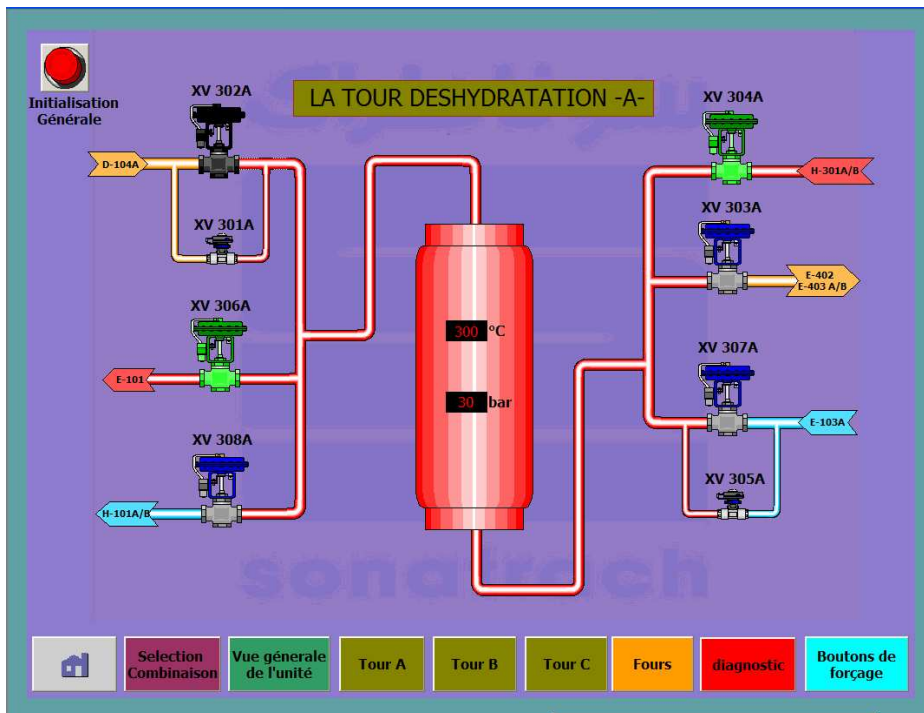 LA TOUR DESHYDRATATION -A-
Initialisation
Générale
XV 302A
D-104A
XV 301A
XV 306A
E-101
XV 308A
H-101A/B
300 °C
30 bar
XV 304A
H-301A/B
XV 303A
E-402
E-403 A/B
XV 307A
E-103A
XV 305A
سوناطراك
sonatrach
Selection
Combinaison
Vue génerale
de l'unité
Tour A
Tour B
Tour C
Fours
diagnostic
Boutons de
forçage